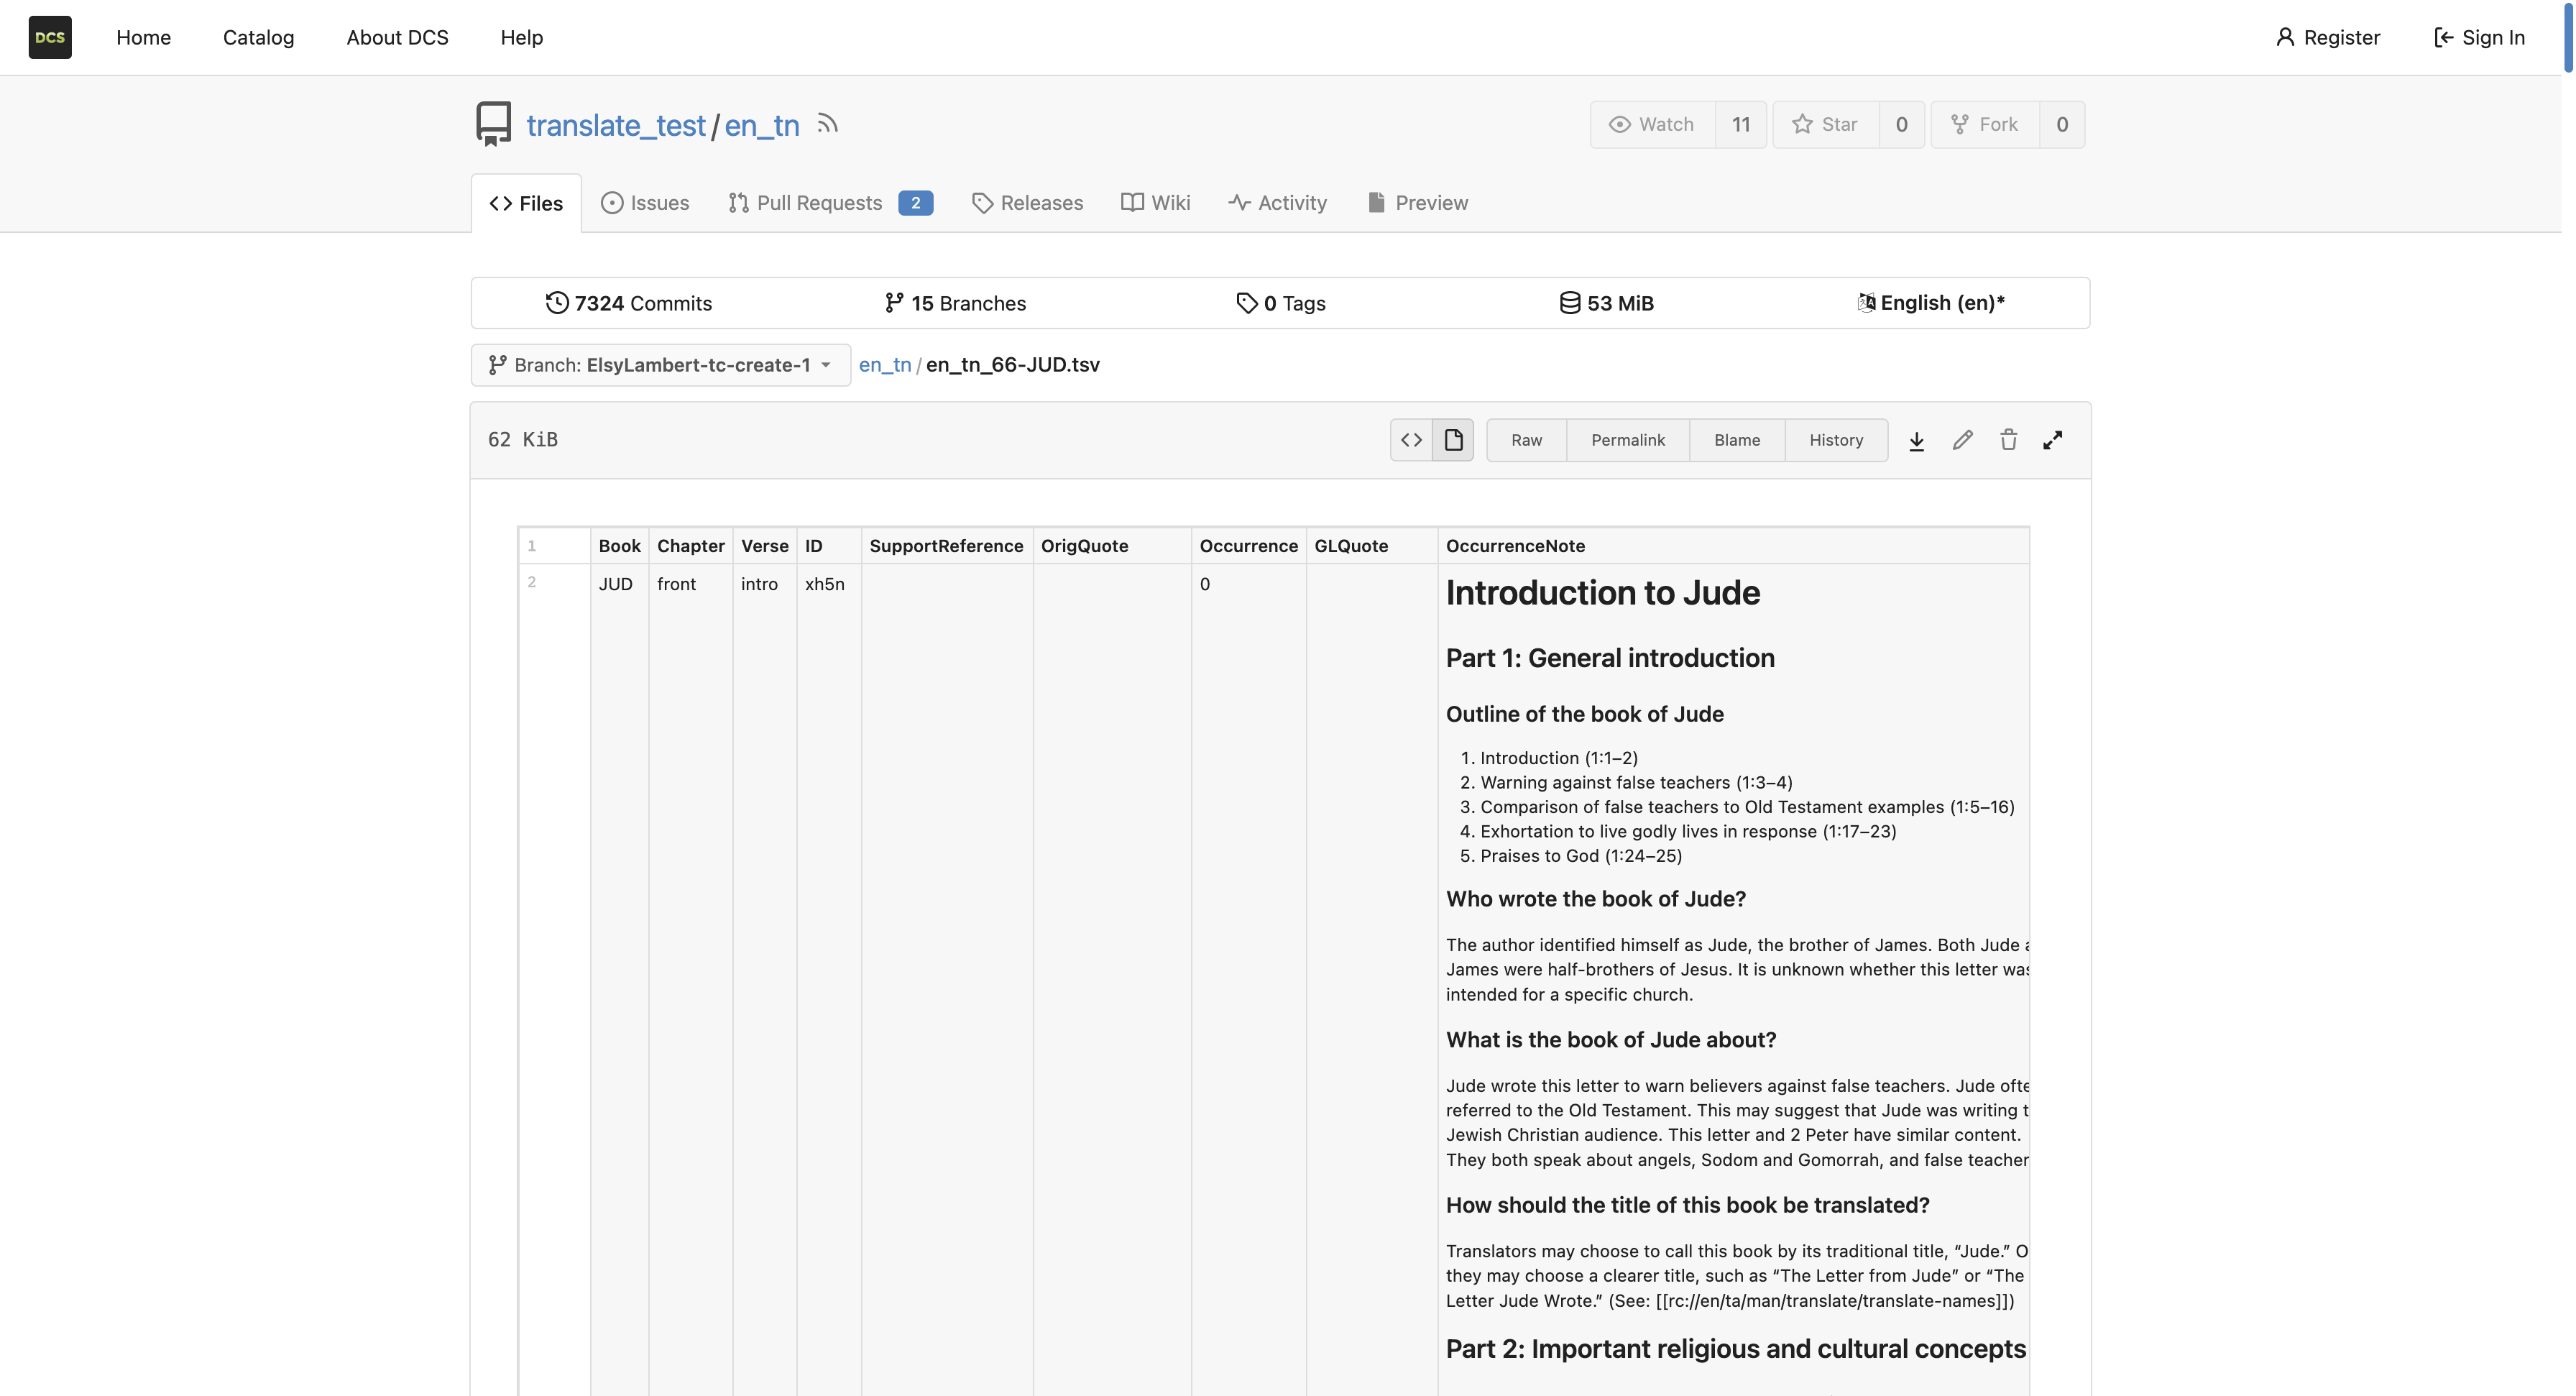 DCS Home Catalog About DCS Help Register Sign In
translate_test / en_tn Watch 11 Star 0 Fork 0
Files Issues Pull Requests 2 Releases Wiki Activity Preview
7324 Commits 15 Branches 0 Tags 53 MiB English (en)*
Branch: ElsyLambert-tc-create-1 en_tn / en_tn_66-JUD.tsv
62 KiB Raw Permalink Blame History
1 Book Chapter Verse ID SupportReference OrigQuote Occurrence GLQuote OccurrenceNote
2 JUD front intro xh5n 0 Introduction to Jude
Part 1: General introduction
Outline of the book of Jude
1. Introduction (1:1–2)
2. Warning against false teachers (1:3–4)
3. Comparison of false teachers to Old Testament examples (1:5–16)
4. Exhortation to live godly lives in response (1:17–23)
5. Praises to God (1:24–25)
Who wrote the book of Jude?
The author identified himself as Jude, the brother of James. Both Jude
James were half-brothers of Jesus. It is unknown whether this letter was
intended for a specific church.
What is the book of Jude about?
Jude wrote this letter to warn believers against false teachers. Jude ofte
referred to the Old Testament. This may suggest that Jude was writing t
Jewish Christian audience. This letter and 2 Peter have similar content.
They both speak about angels, Sodom and Gomorrah, and false teacher
How should the title of this book be translated?
Translators may choose to call this book by its traditional title, “Jude.” O
they may choose a clearer title, such as “The Letter from Jude” or “The
Letter Jude Wrote.” (See: [[rc://en/ta/man/translate/translate-names]])
Part 2: Important religious and cultural concepts